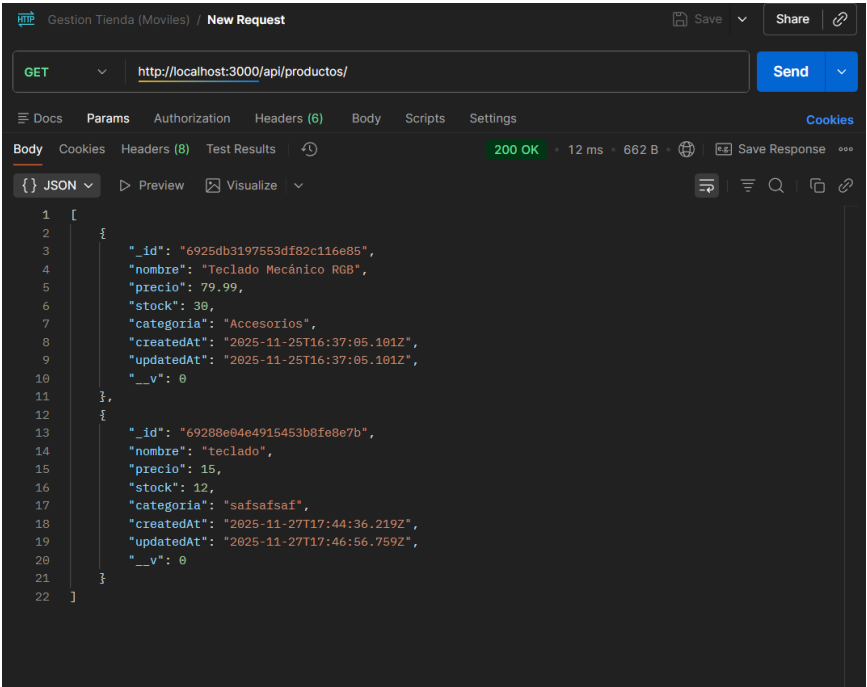 HTTP Gestion Tienda (Moviles) / New Request Save Share
GET http://localhost:3000/api/productos/ Send
Docs Params Authorization Headers (6) Body Scripts Settings Cookies
Body Cookies Headers (8) Test Results 200 OK • 12 ms • 662 B • e.g. Save Response
{} JSON Preview Visualize
1 [
2 {
3 "_id": "6925db3197553df82c116e85",
4 "nombre": "Teclado Mecánico RGB",
5 "precio": 79.99,
6 "stock": 30,
7 "categoria": "Accesorios",
8 "createdAt": "2025-11-25T16:37:05.101Z",
9 "updatedAt": "2025-11-25T16:37:05.101Z",
10 "__v": 0
11 },
12 {
13 "_id": "69288e04e4915453b8fe8e7b",
14 "nombre": "teclado",
15 "precio": 15,
16 "stock": 12,
17 "categoria": "safsafsaf",
18 "createdAt": "2025-11-27T17:44:36.219Z",
19 "updatedAt": "2025-11-27T17:46:56.759Z",
20 "__v": 0
21 }
22 ]